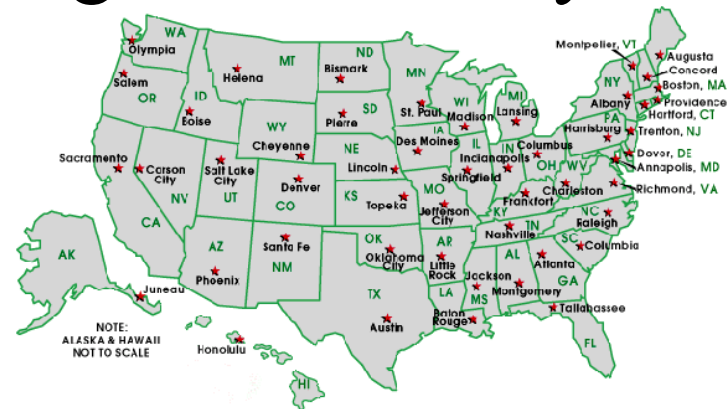 WA
Olympia
MT
ND
Helena
Bismark
MN
Salem
OR
ID
Boise
SD
Pierre
St. Paul
WI
Madison
MI
Lansing
Montpelier, VT
Augusta
Concord
NY
Albany
Boston, MA
Providence
Hartford, CT
PA
Harrisburg
Trenton, NJ
Dover, DE
Annapolis, MD
Richmond, VA
WY
Cheyenne
NE
Lincoln
IA
Des Moines
IL
Springfield
IN
Indianapolis
Columbus
OH
WV
Charleston
Sacramento
Carson
City
NV
CA
Salt Lake
City
UT
Denver
CO
KS
Topeka
MO
Jefferson
City
Frankfort
KY
Nashville
TN
NC
Raleigh
SC
Columbia
AZ
Phoenix
Santa Fe
NM
OK
Oklahoma
City
AR
Little
Rock
TX
Austin
LA
Baton
Rouge
Jackson
MS
AL
Montgomery
Atlanta
GA
Tallahassee
FL
AK
Juneau
NOTE:
ALASKA & HAWAII
NOT TO SCALE
Honolulu
HI